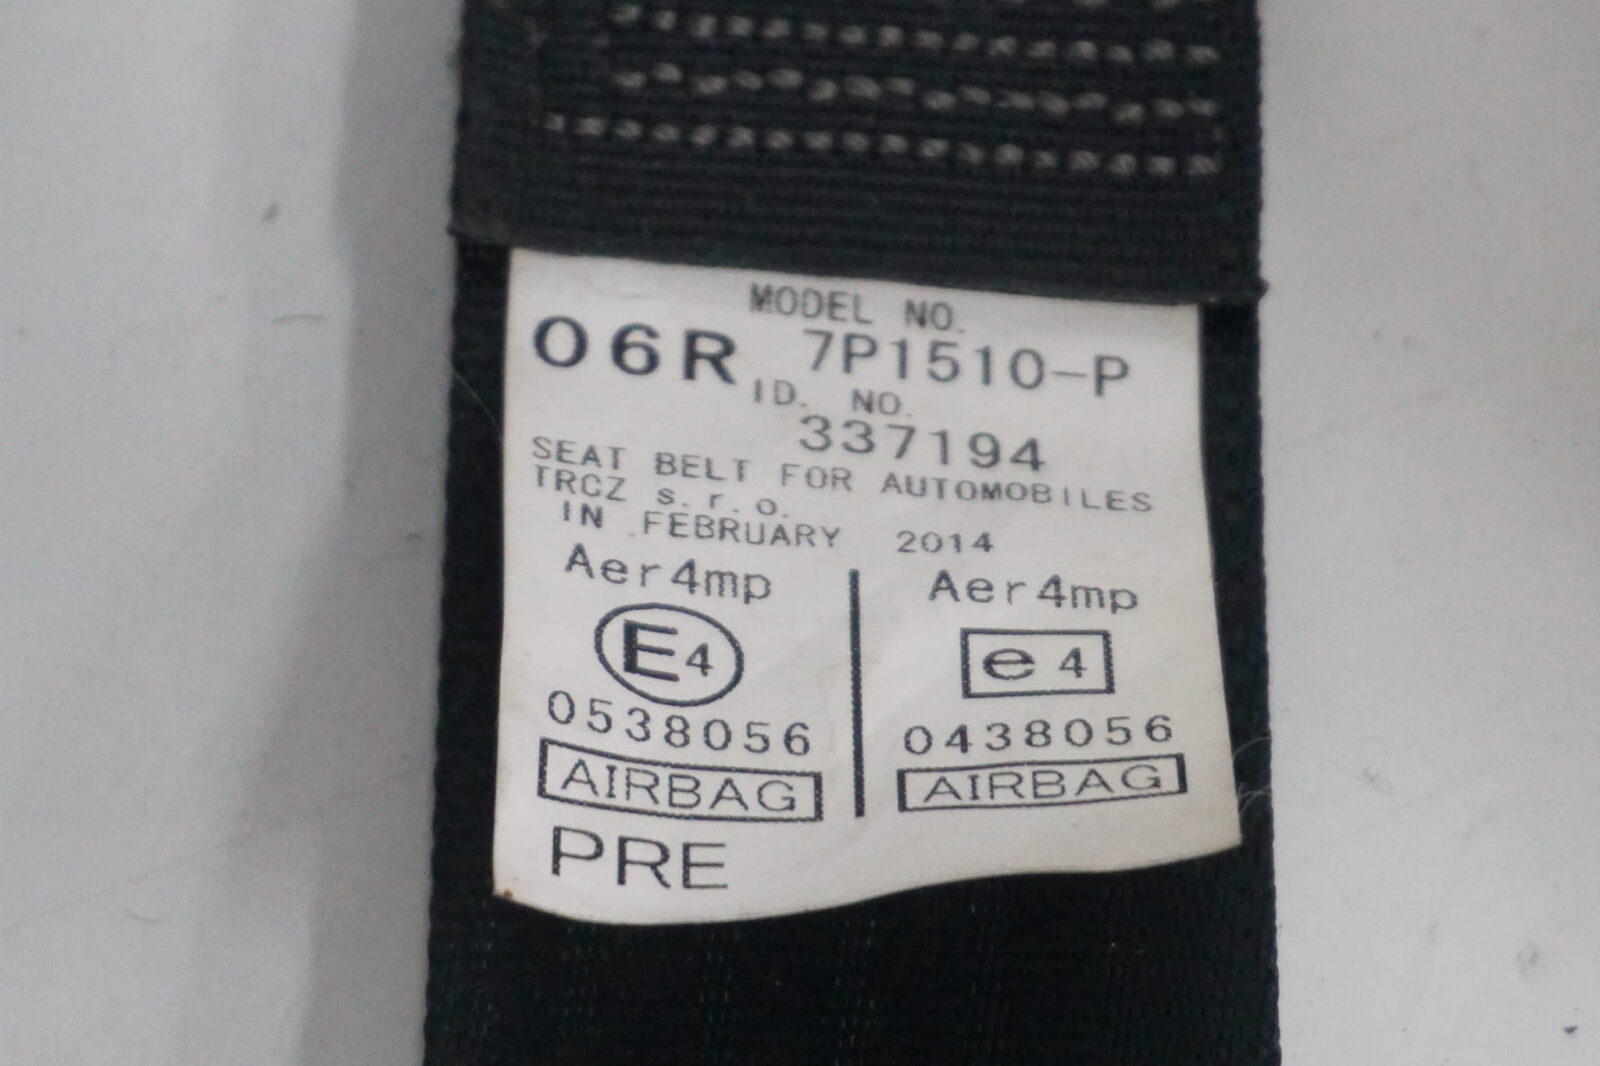 MODEL NO.
06R 7P1510-P
ID. NO.
337194
SEAT BELT FOR AUTOMOBILES
TRCZ s.r.o.
IN FEBRUARY 2014
Aer4mp
E4
0538056
AIRBAG
PRE
Aer4mp
e4
0438056
AIRBAG